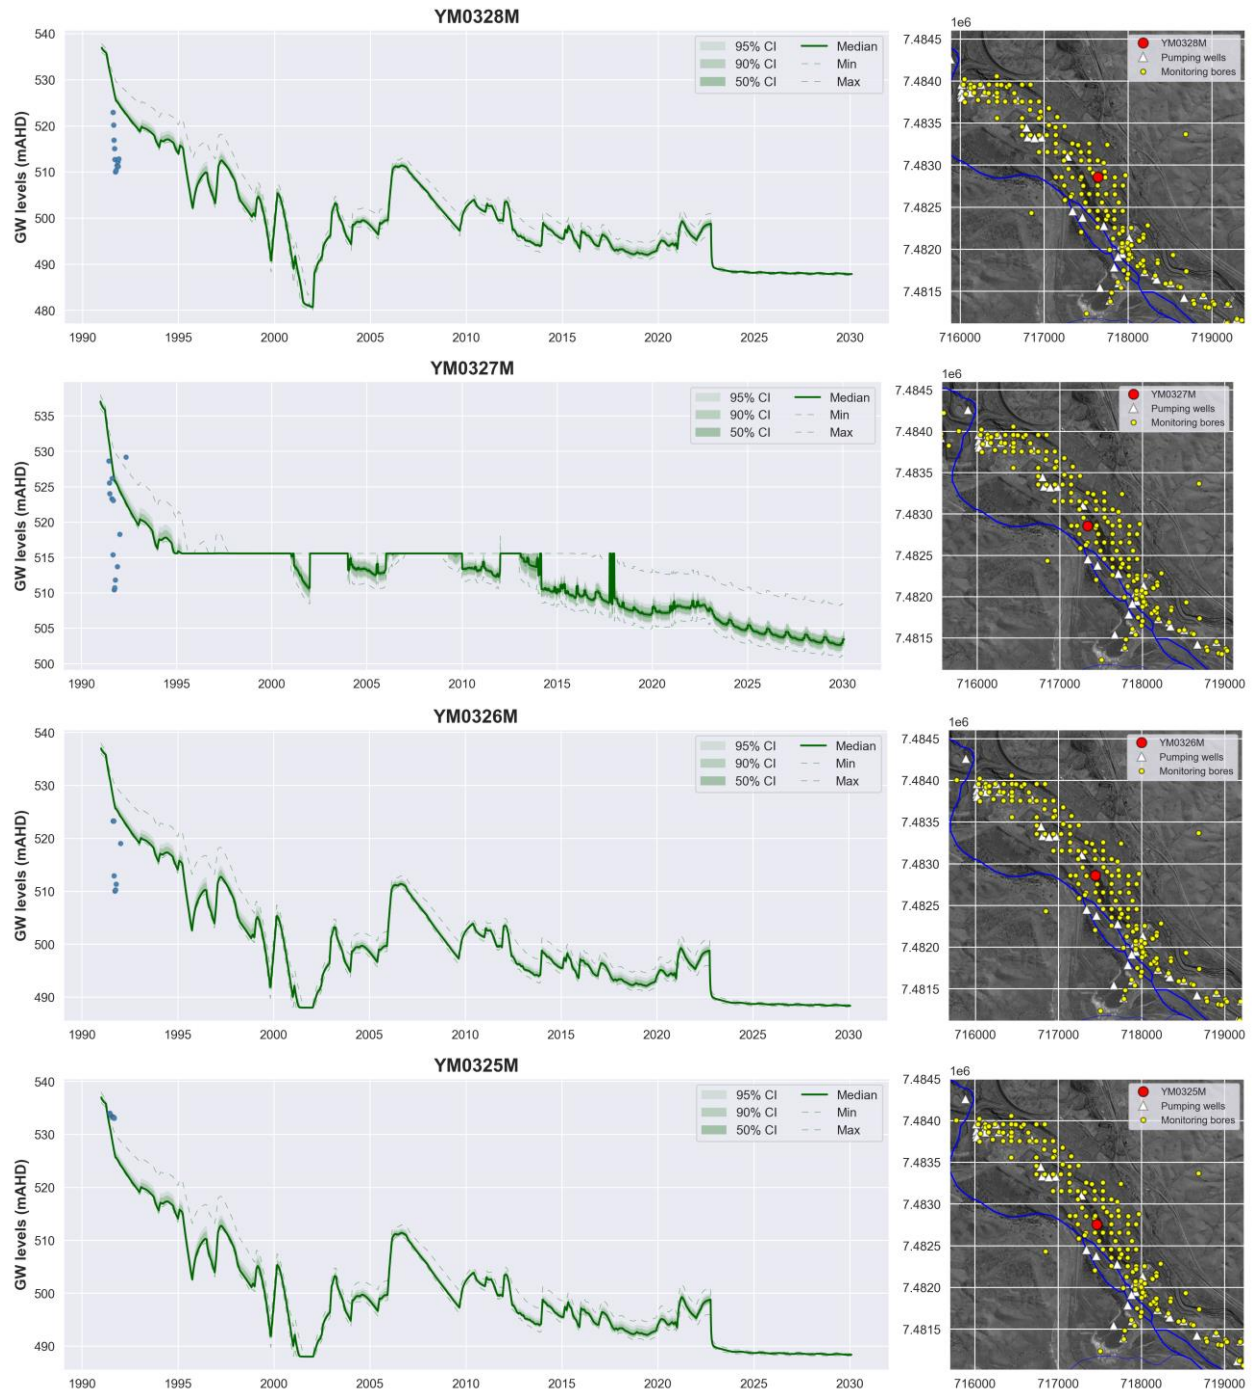 YM0328M
GW levels (mAHD)
540
530
520
510
500
490
480
1990 1995 2000 2005 2010 2015 2020 2025 2030
95% CI Median
90% CI Min
50% CI Max
1e6
7.4845
7.4840
7.4835
7.4830
7.4825
7.4820
7.4815
716000 717000 718000 719000
YM0328M
Pumping wells
Monitoring bores
YM0327M
GW levels (mAHD)
535
530
525
520
515
510
505
500
1990 1995 2000 2005 2010 2015 2020 2025 2030
95% CI Median
90% CI Min
50% CI Max
1e6
7.4845
7.4840
7.4835
7.4830
7.4825
7.4820
7.4815
716000 717000 718000 719000
YM0327M
Pumping wells
Monitoring bores
YM0326M
GW levels (mAHD)
540
530
520
510
500
490
1990 1995 2000 2005 2010 2015 2020 2025 2030
95% CI Median
90% CI Min
50% CI Max
1e6
7.4845
7.4840
7.4835
7.4830
7.4825
7.4820
7.4815
716000 717000 718000 719000
YM0326M
Pumping wells
Monitoring bores
YM0325M
GW levels (mAHD)
540
530
520
510
500
490
1990 1995 2000 2005 2010 2015 2020 2025 2030
95% CI Median
90% CI Min
50% CI Max
1e6
7.4845
7.4840
7.4835
7.4830
7.4825
7.4820
7.4815
716000 717000 718000 719000
YM0325M
Pumping wells
Monitoring bores